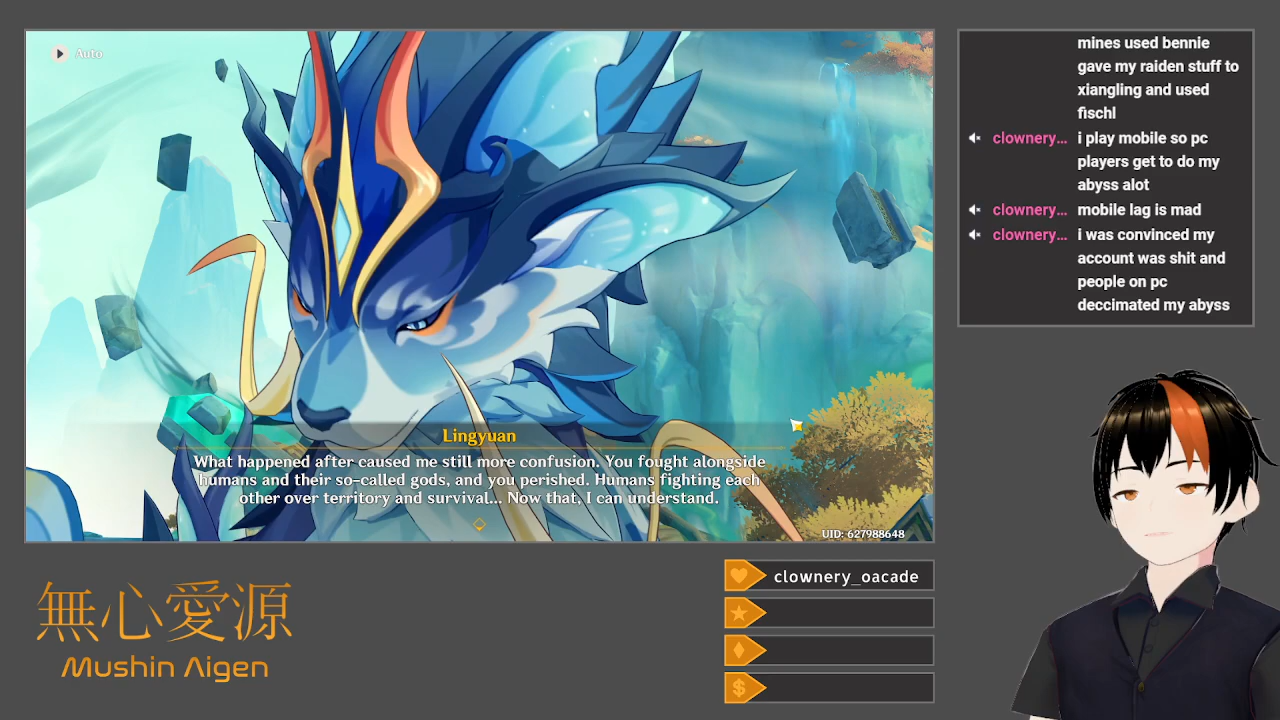 Auto
Lingyuan
What happened after caused me still more confusion. You fought alongside
humans and their so-called gods, and you perished. Humans fighting each
other over territory and survival... Now that, I can understand.
UID: 627988648
mines used bennie
gave my raiden stuff to
xiangling and used
fischl
clownery... i play mobile so pc
players get to do my
abyss alot
clownery... mobile lag is mad
clownery... i was convinced my
account was shit and
people on pc
deccimated my abyss
無心愛源
Mushin Aigen
clownery_oacade
$